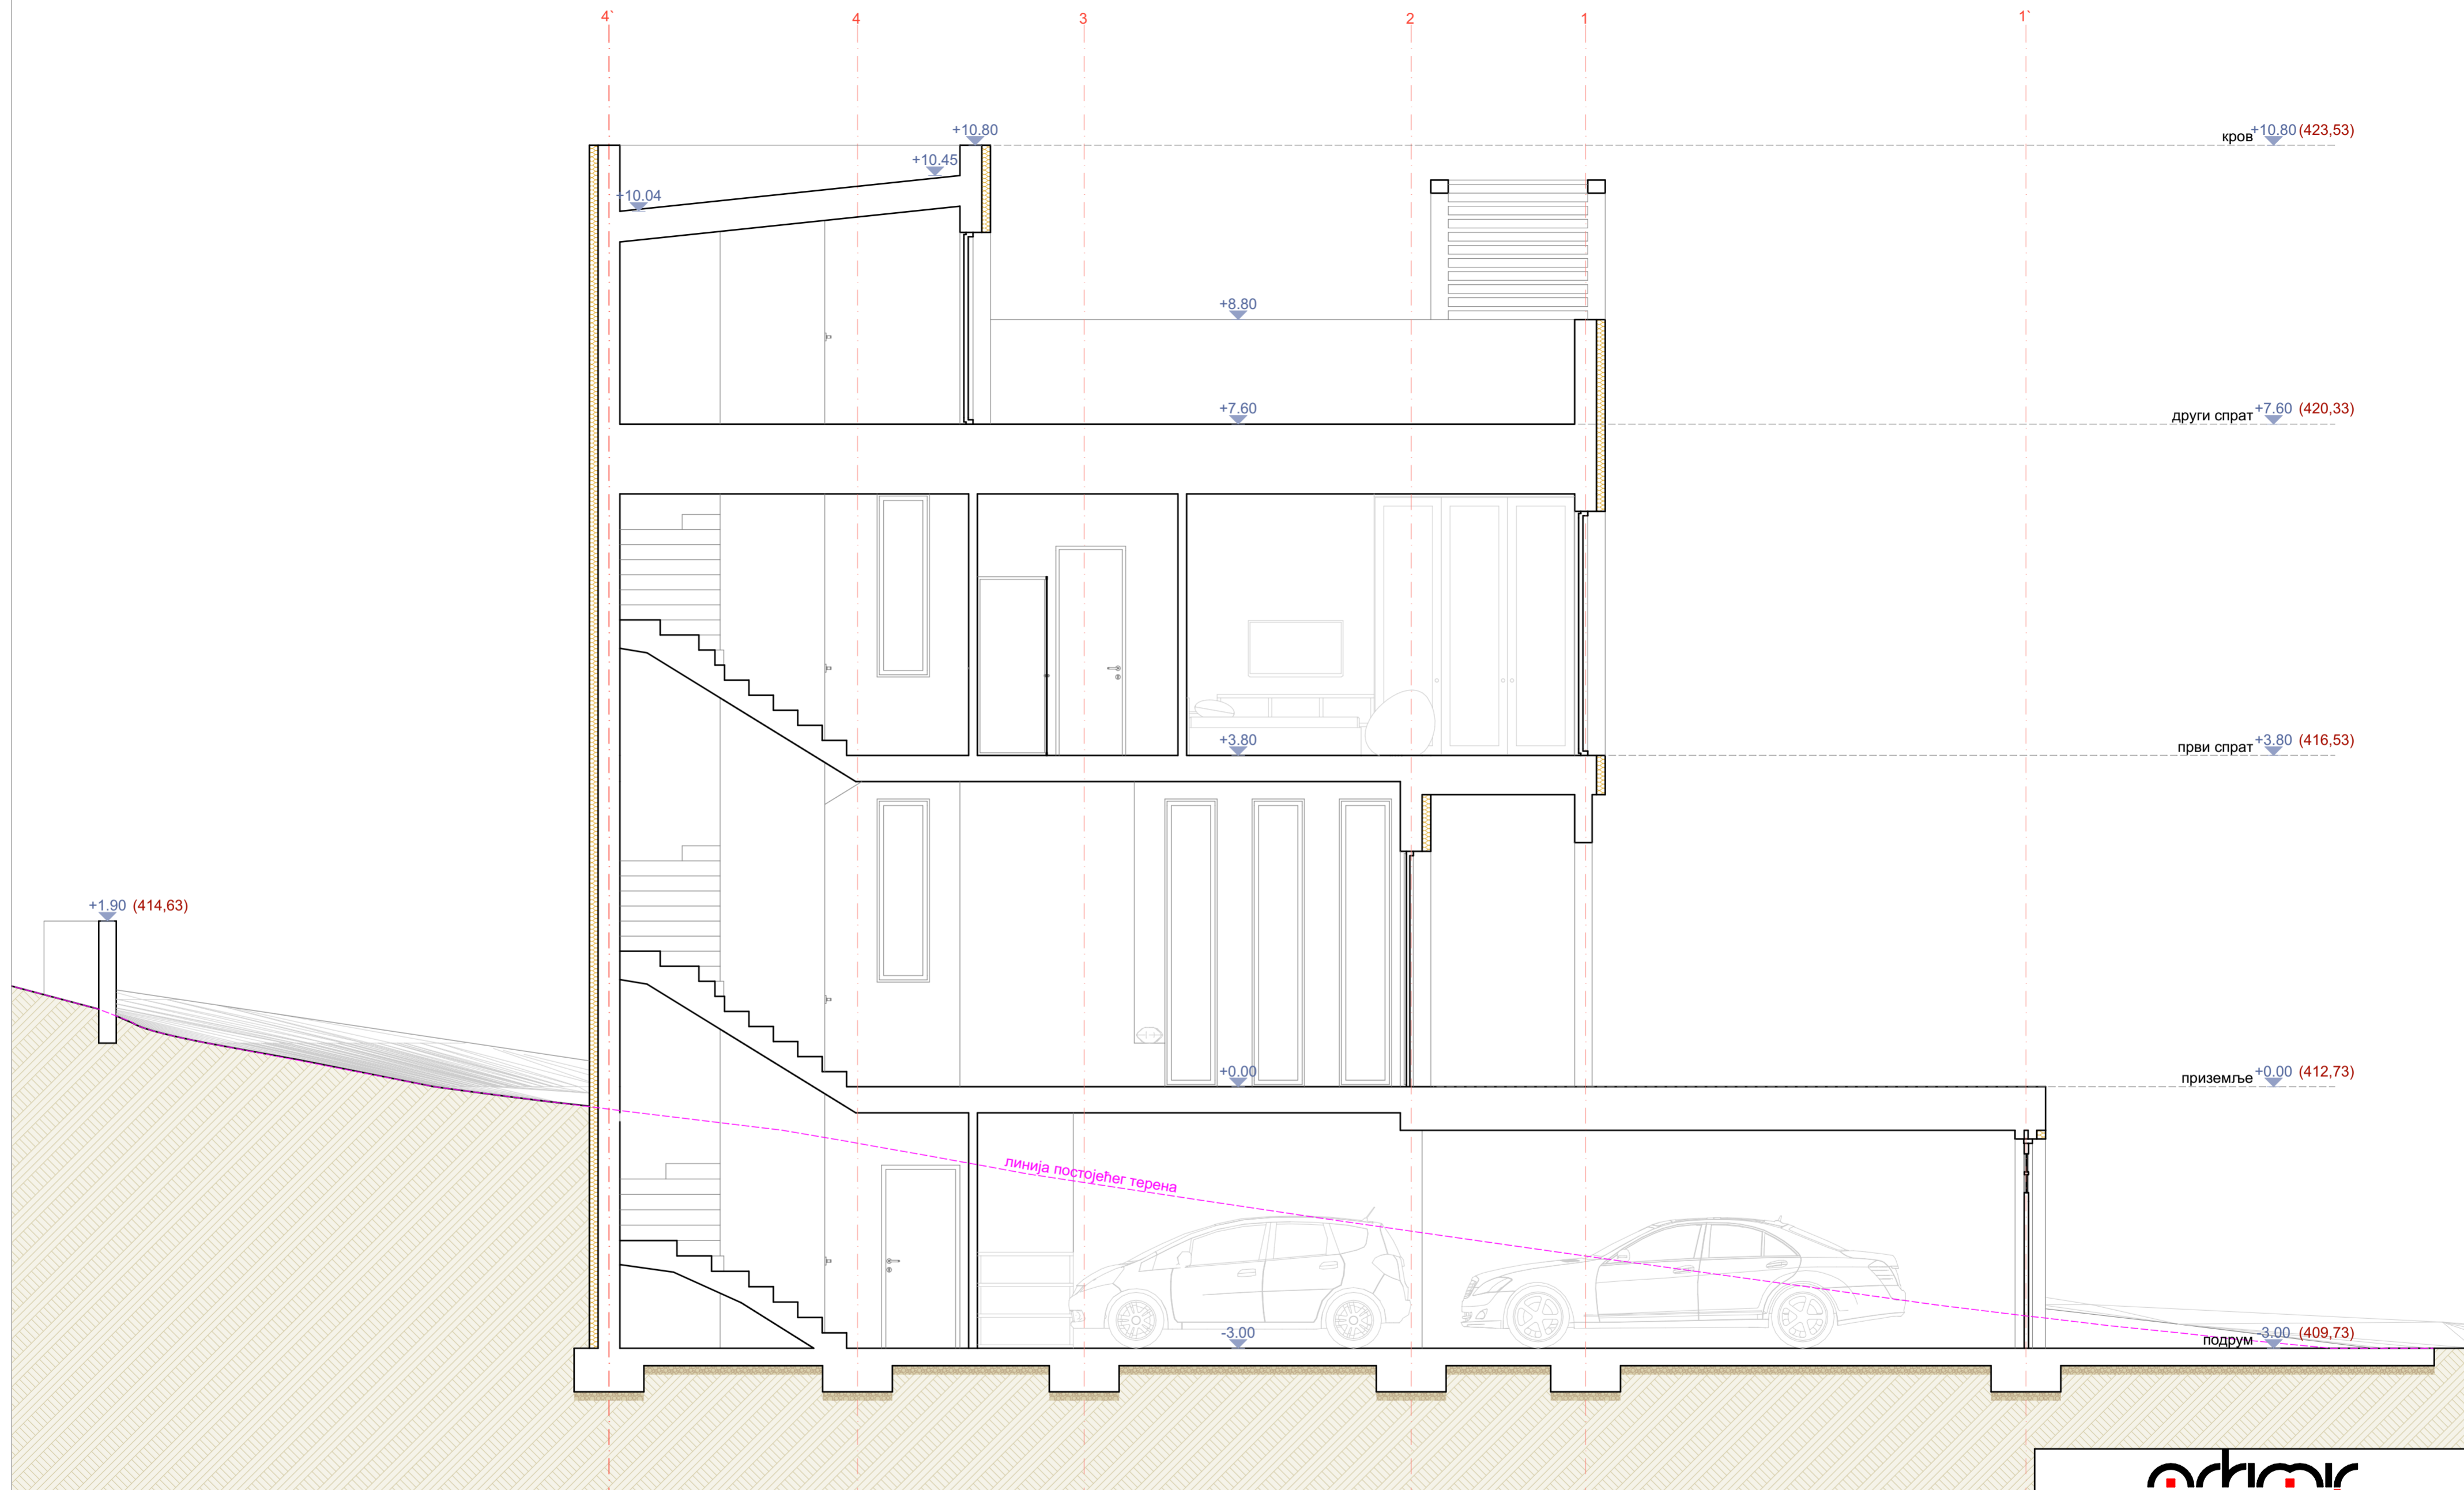 4` 4 3 2 1 1`
+10.80
кров +10.80 (423,53)
+10.45
+10.04
+8.80
+7.60
други спрат +7.60 (420,33)
+3.80
први спрат +3.80 (416,53)
+1.90 (414,63)
+0.00
приземље +0.00 (412,73)
линија постојећег терена
-3.00
подрум -3.00 (409,73)